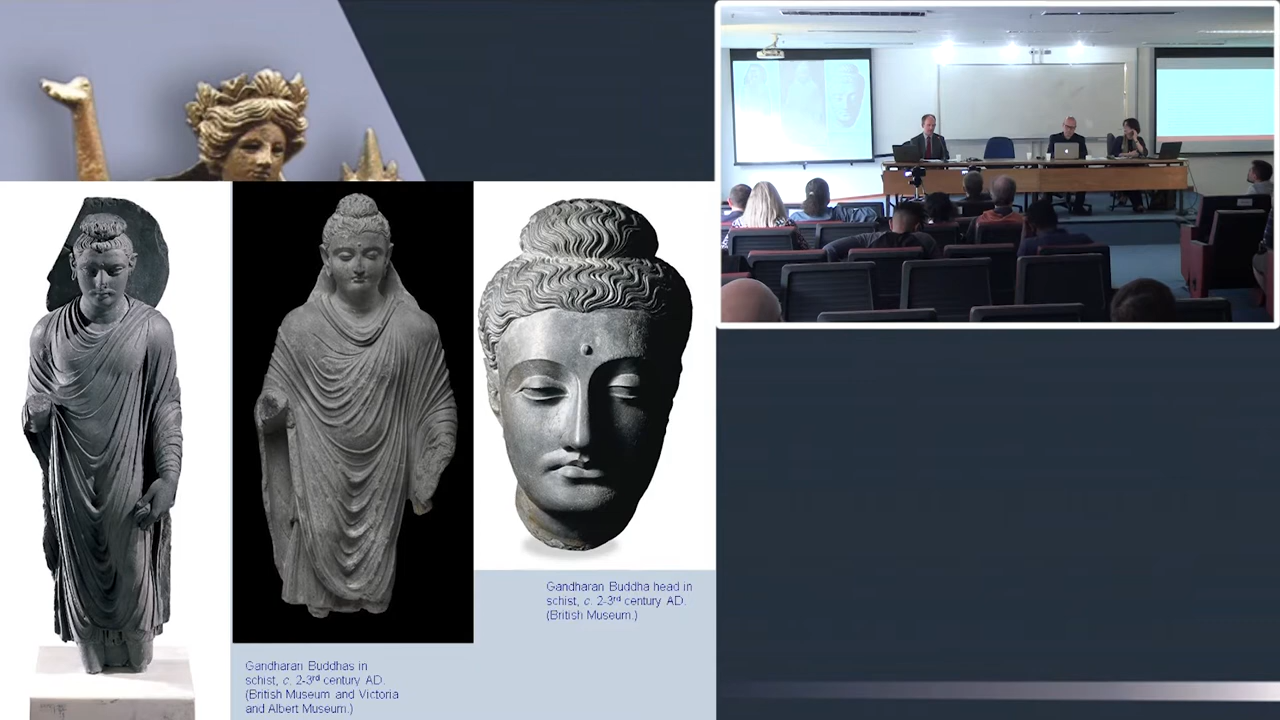 Gandharan Buddha head in
schist, c. 2-3rd century AD.
(British Museum.)
Gandharan Buddhas in
schist, c. 2-3rd century AD.
(British Museum and Victoria
and Albert Museum.)